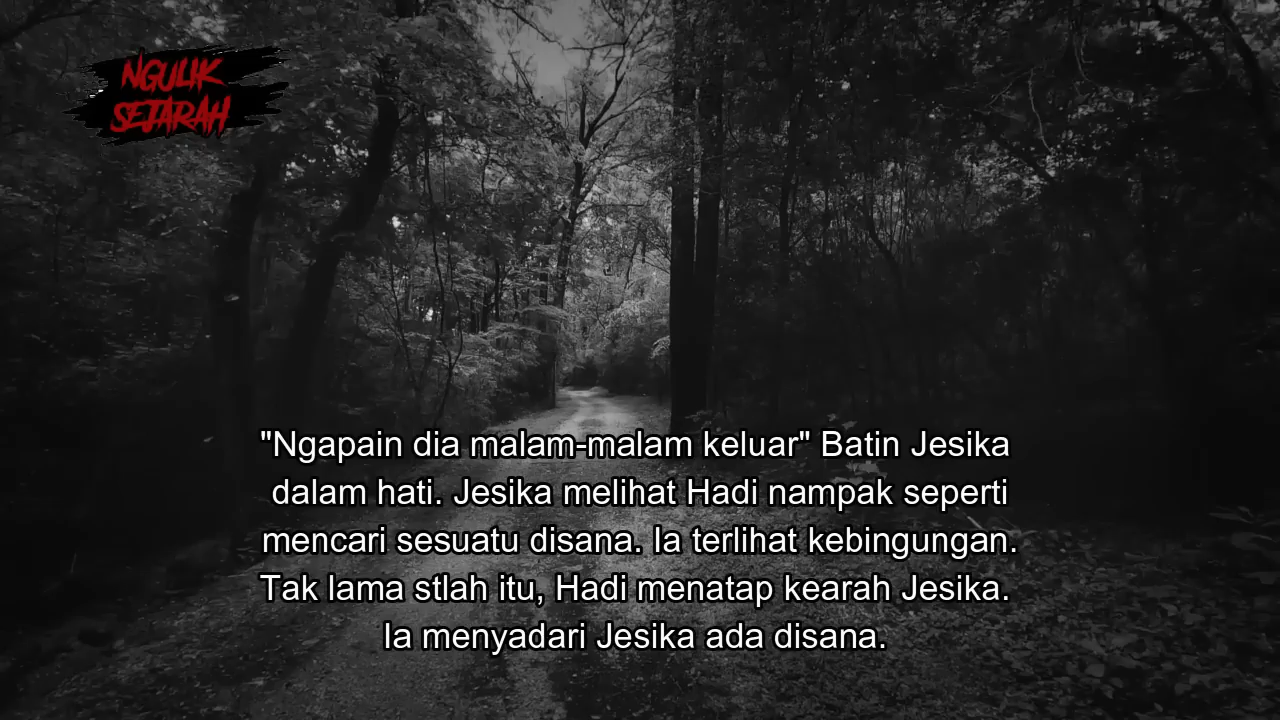 NGULIK
SEJARAH
"Ngapain dia malam-malam keluar" Batin Jesika
dalam hati. Jesika melihat Hadi nampak seperti
mencari sesuatu disana. Ia terlihat kebingungan.
Tak lama stlah itu, Hadi menatap kearah Jesika.
Ia menyadari Jesika ada disana.